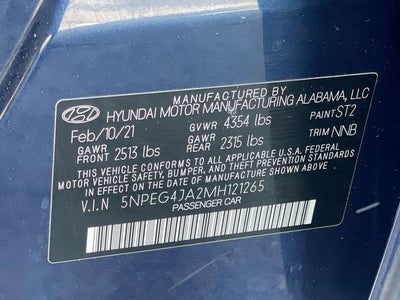 MANUFACTURED BY
HYUNDAI MOTOR MANUFACTURING ALABAMA, LLC
Feb/10/21 GVWR 4354 lbs PAINT ST2
GAWR FRONT 2513 lbs GAWR REAR 2315 lbs TRIM NNB
THIS VEHICLE CONFORMS TO ALL APPLICABLE U.S.A. FEDERAL
MOTOR VEHICLE SAFETY, BUMPER, AND THEFT PREVENTION STANDARDS
IN EFFECT ON THE DATE OF MANUFACTURE SHOWN ABOVE.
V.I.N 5NPEG4JA2MH121265
PASSENGER CAR